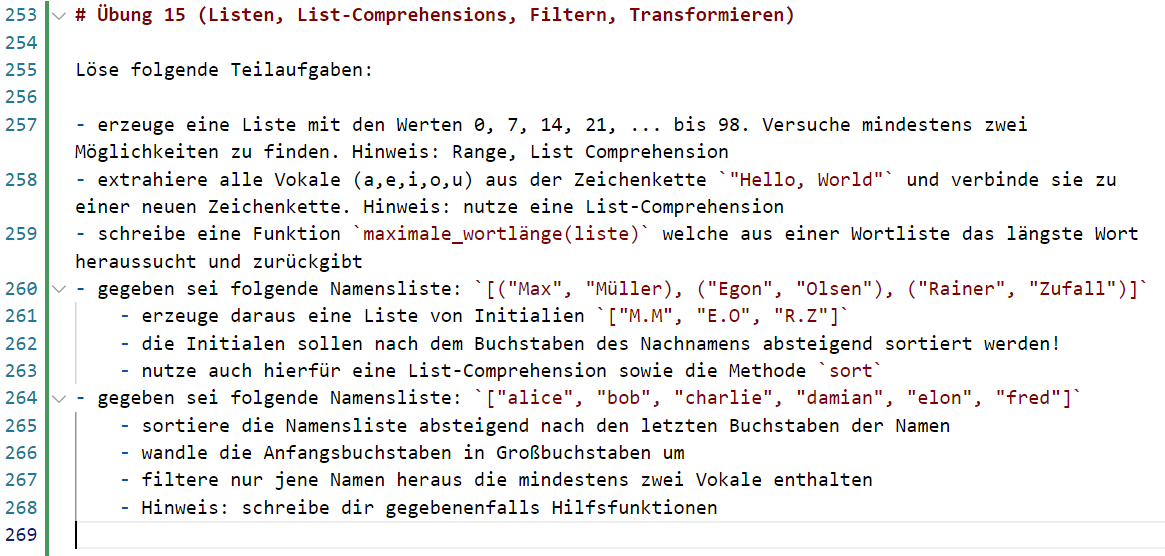 253 # Übung 15 (Listen, List-Comprehensions, Filtern, Transformieren)
254
255 Löse folgende Teilaufgaben:
256
257 - erzeuge eine Liste mit den Werten 0, 7, 14, 21, ... bis 98. Versuche mindestens zwei
Möglichkeiten zu finden. Hinweis: Range, List Comprehension
258 - extrahiere alle Vokale (a,e,i,o,u) aus der Zeichenkette `"Hello, World"` und verbinde sie zu
einer neuen Zeichenkette. Hinweis: nutze eine List-Comprehension
259 - schreibe eine Funktion `maximale_wortlänge(liste)` welche aus einer Wortliste das längste Wort
heraussucht und zurückgibt
260 - gegeben sei folgende Namensliste: `[("Max", "Müller), ("Egon", "Olsen"), ("Rainer", "Zufall")]`
261 - erzeuge daraus eine Liste von Initialien `["M.M", "E.O", "R.Z"]`
262 - die Initialen sollen nach dem Buchstaben des Nachnamens absteigend sortiert werden!
263 - nutze auch hierfür eine List-Comprehension sowie die Methode `sort`
264 - gegeben sei folgende Namensliste: `["alice", "bob", "charlie", "damian", "elon", "fred"]`
265 - sortiere die Namensliste absteigend nach den letzten Buchstaben der Namen
266 - wandle die Anfangsbuchstaben in Großbuchstaben um
267 - filtere nur jene Namen heraus die mindestens zwei Vokale enthalten
268 - Hinweis: schreibe dir gegebenenfalls Hilfsfunktionen
269